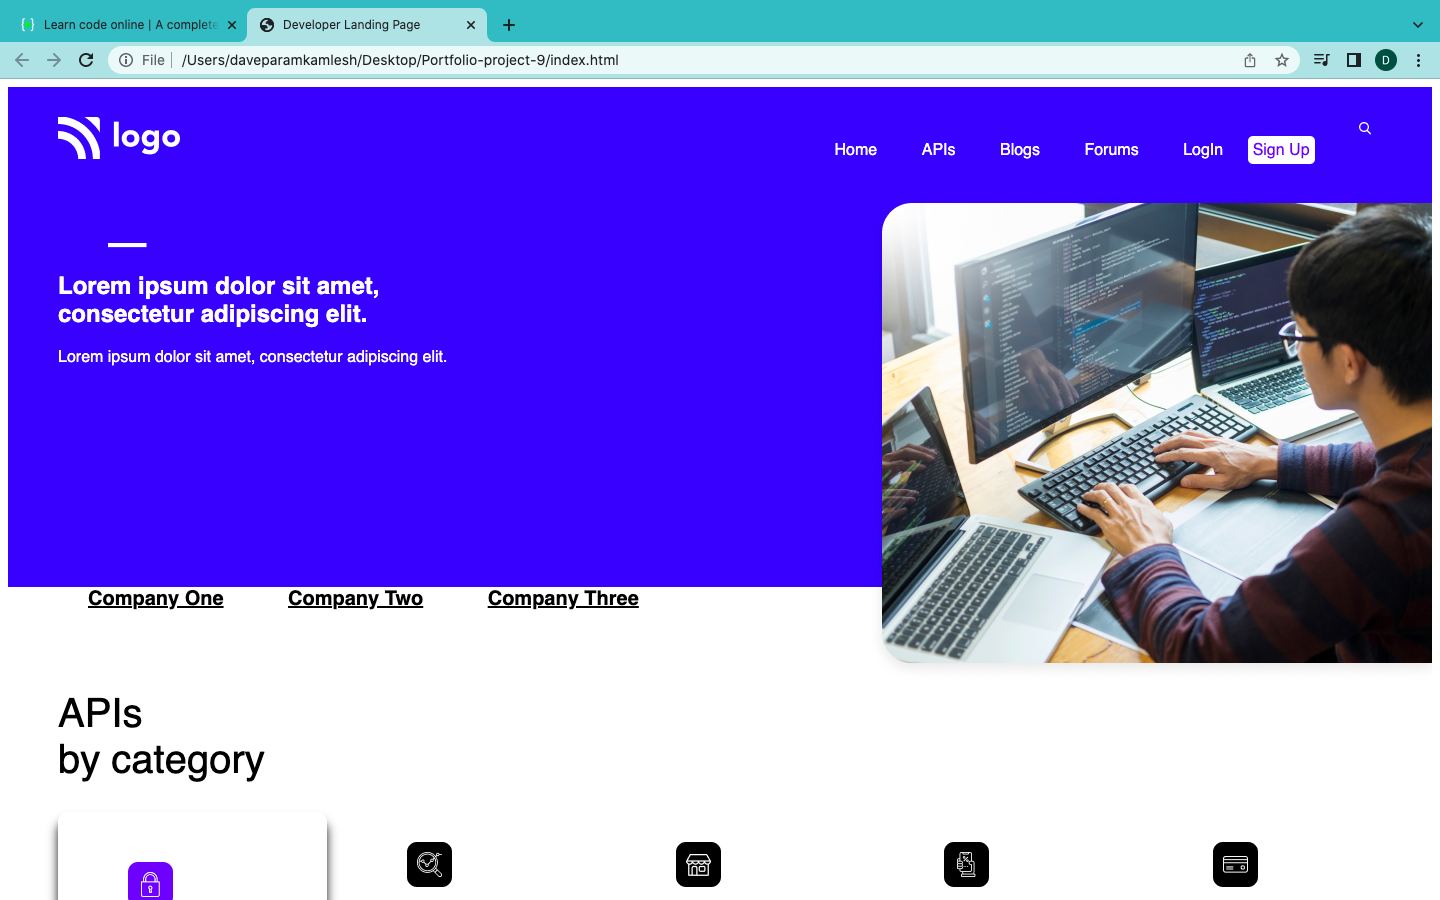 Learn code online | A complete
Developer Landing Page
File
/Users/daveparamkamlesh/Desktop/Portfolio-project-9/index.html
D
logo
Home
APIs
Blogs
Forums
LogIn
Sign Up
Lorem ipsum dolor sit amet,
consectetur adipiscing elit.
Lorem ipsum dolor sit amet, consectetur adipiscing elit.
Company One
Company Two
Company Three
APIs
by category